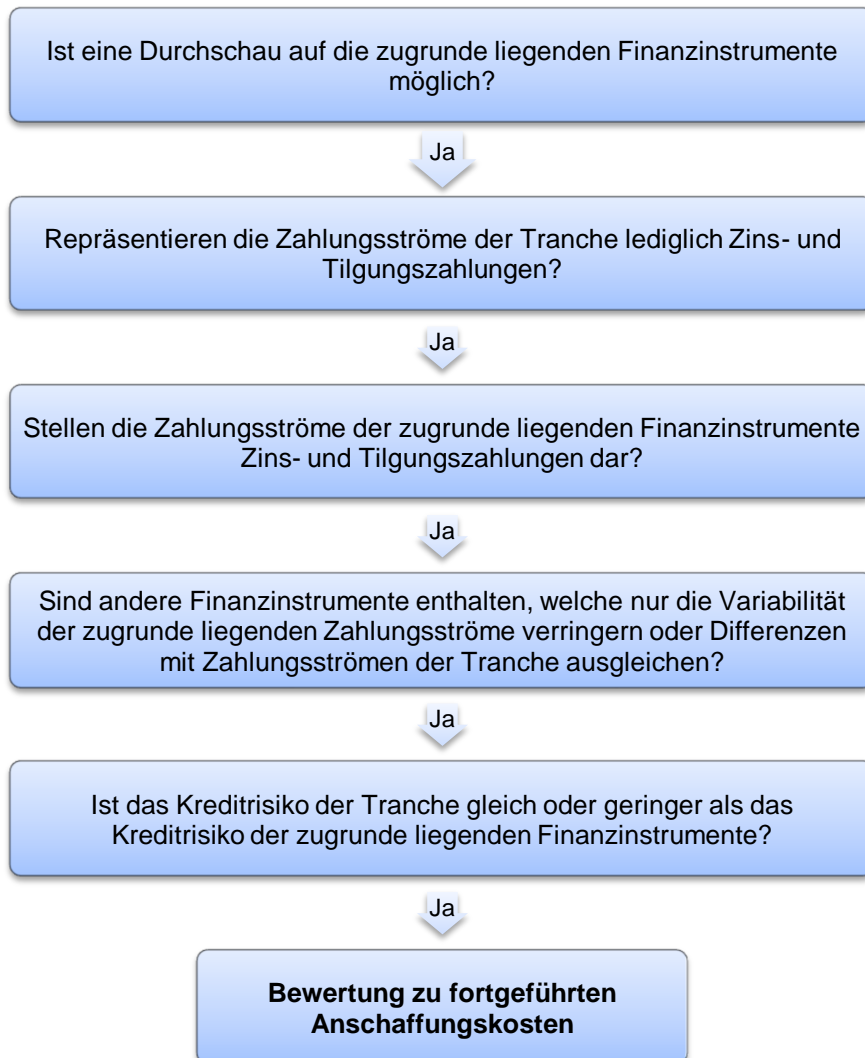 Ist eine Durchschau auf die zugrunde liegenden Finanzinstrumente
möglich?
Ja
Repräsentieren die Zahlungsströme der Tranche lediglich Zins- und
Tilgungszahlungen?
Ja
Stellen die Zahlungsströme der zugrunde liegenden Finanzinstrumente
Zins- und Tilgungszahlungen dar?
Ja
Sind andere Finanzinstrumente enthalten, welche nur die Variabilität
der zugrunde liegenden Zahlungsströme verringern oder Differenzen
mit Zahlungsströmen der Tranche ausgleichen?
Ja
Ist das Kreditrisiko der Tranche gleich oder geringer als das
Kreditrisiko der zugrunde liegenden Finanzinstrumente?
Ja
Bewertung zu fortgeführten
Anschaffungskosten